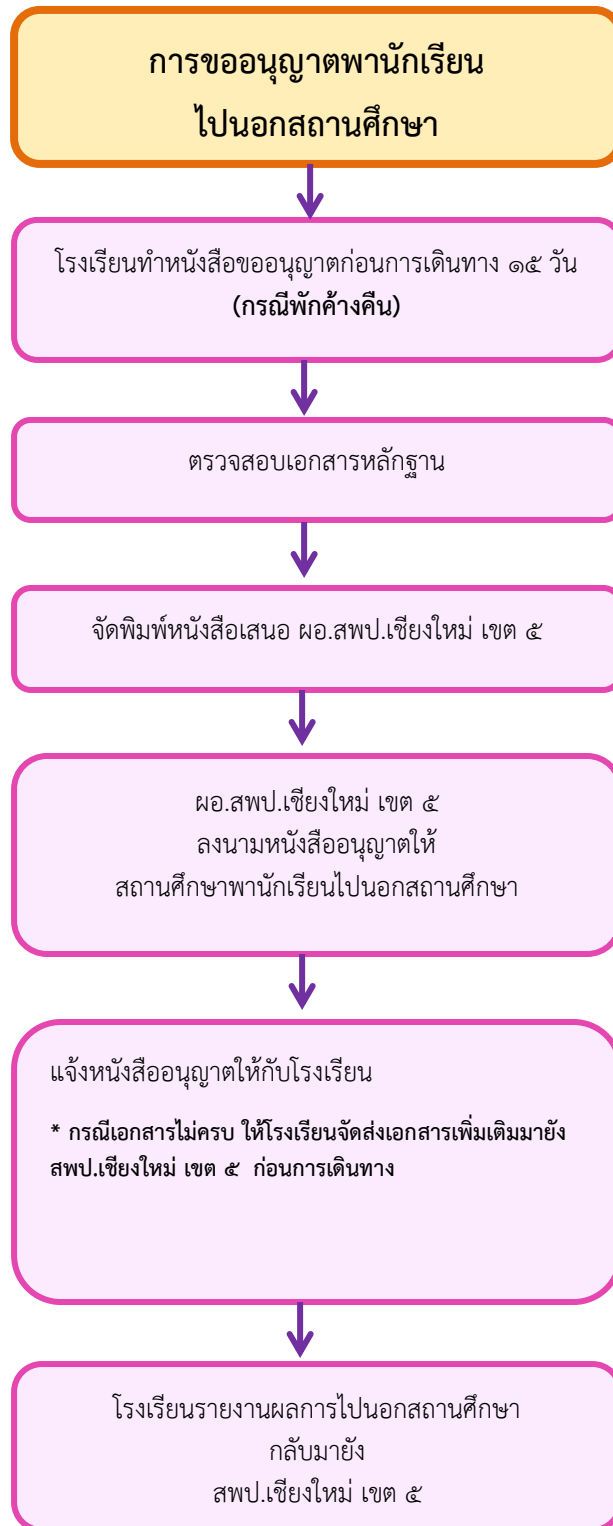 การขออนุญาตพานักเรียน
ไปนอกสถานศึกษา
โรงเรียนทำหนังสือขออนุญาตก่อนการเดินทาง ๑๕ วัน
(กรณีพักค้างคืน)
ตรวจสอบเอกสารหลักฐาน
จัดพิมพ์หนังสือเสนอ ผอ.สพป.เชียงใหม่ เขต ๕
ผอ.สพป.เชียงใหม่ เขต ๕
ลงนามหนังสืออนุญาตให้
สถานศึกษาพานักเรียนไปนอกสถานศึกษา
แจ้งหนังสืออนุญาตให้กับโรงเรียน
* กรณีเอกสารไม่ครบ ให้โรงเรียนจัดส่งเอกสารเพิ่มเติมมายัง
สพป.เชียงใหม่ เขต ๕ ก่อนการเดินทาง
โรงเรียนรายงานผลการไปนอกสถานศึกษา
กลับมายัง
สพป.เชียงใหม่ เขต ๕